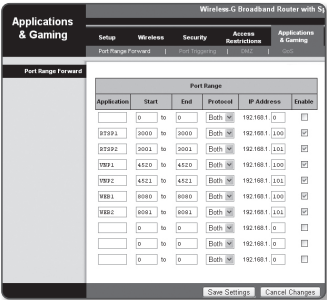 Wireless-G Broadband Router with
Applications & Gaming
Setup Wireless Security Access Restrictions Applications & Gaming
Port Range Forward | Port Triggering | DMZ | QoS
Port Range Forward
Port Range
Application Start End Protocol IP Address Enable
0 to 0 Both 192.168.1. 0
RTSP1 3000 to 3000 Both 192.168.1. 100
RTSP2 3001 to 3001 Both 192.168.1. 101
VNP1 4520 to 4520 Both 192.168.1. 100
VNP2 4521 to 4521 Both 192.168.1. 101
WEB1 8080 to 8080 Both 192.168.1. 100
WEB2 8081 to 8081 Both 192.168.1. 101
0 to 0 Both 192.168.1. 0
0 to 0 Both 192.168.1. 0
0 to 0 Both 192.168.1. 0
Save Settings Cancel Changes